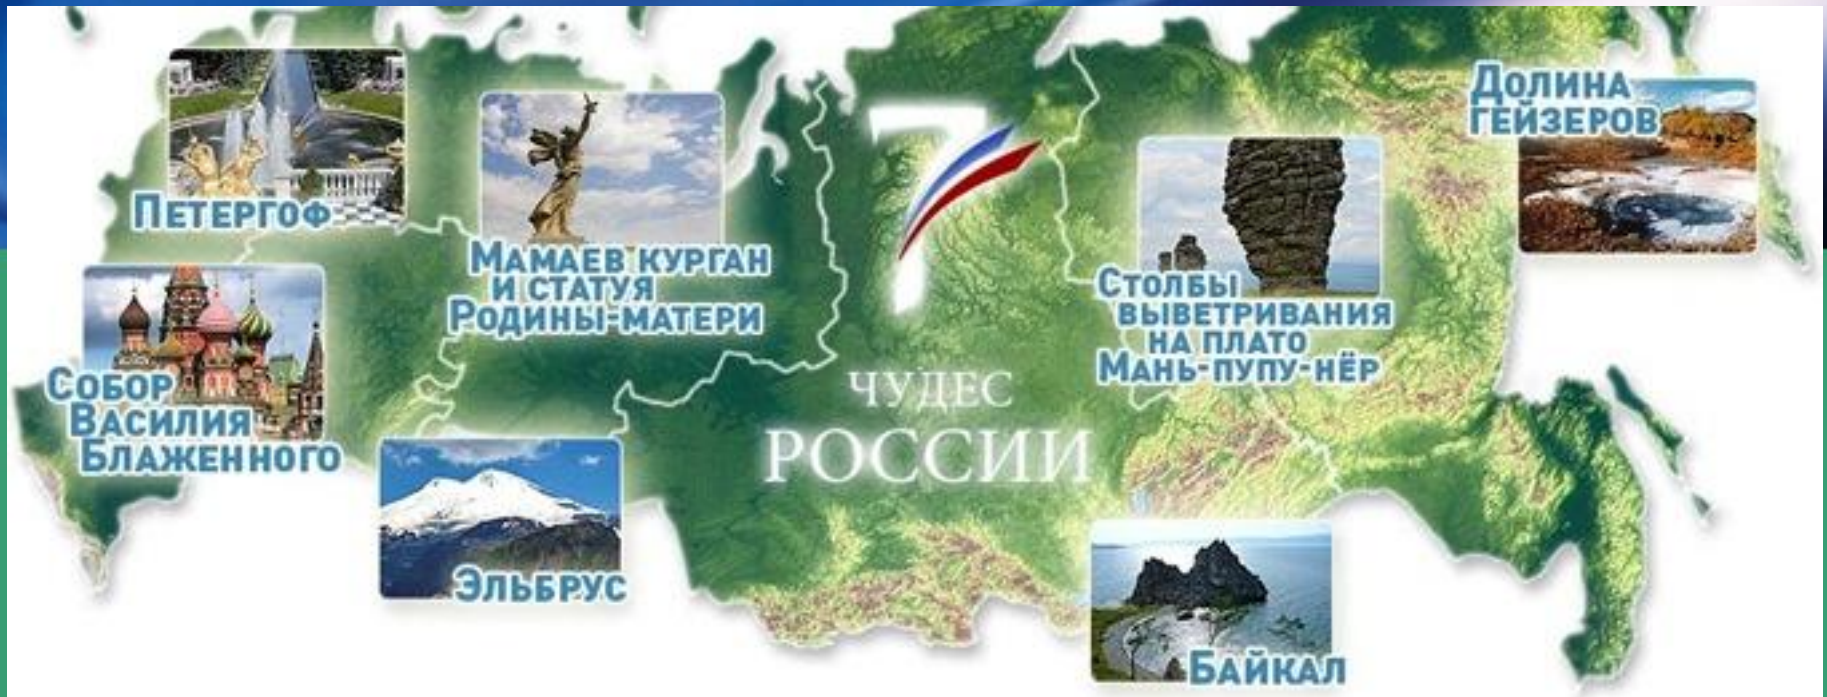 Петергоф
Мамаев курган
и статуя
Родины-матери
7
ЧУДЕС
РОССИИ
Столбы
выветривания
на плато
Мань-пупу-нёр
Долина
гейзеров
Собор
Василия
Блаженного
Эльбрус
Байкал